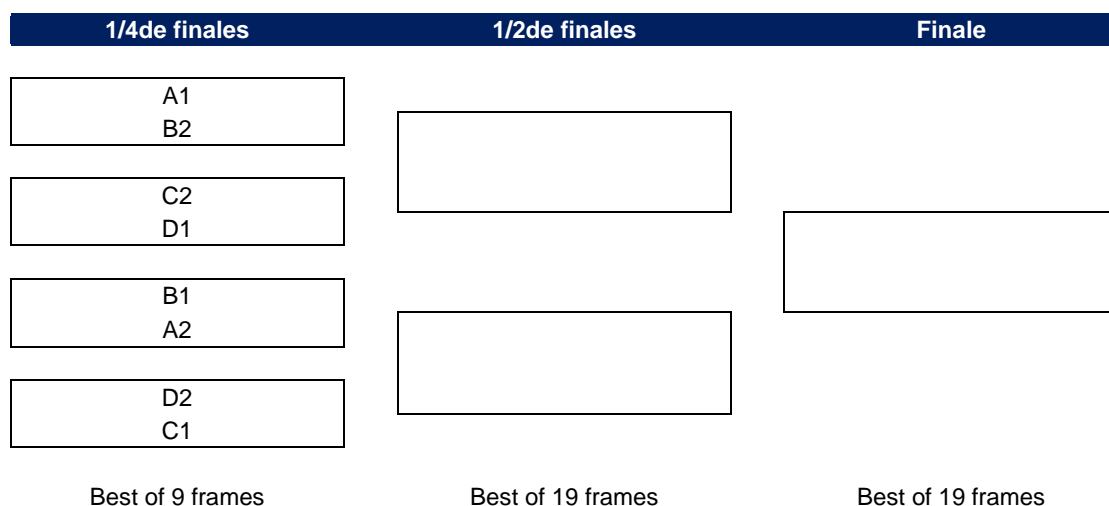 1/4de finales 1/2de finales Finale
A1
B2
C2
D1
B1
A2
D2
C1
Best of 9 frames Best of 19 frames Best of 19 frames